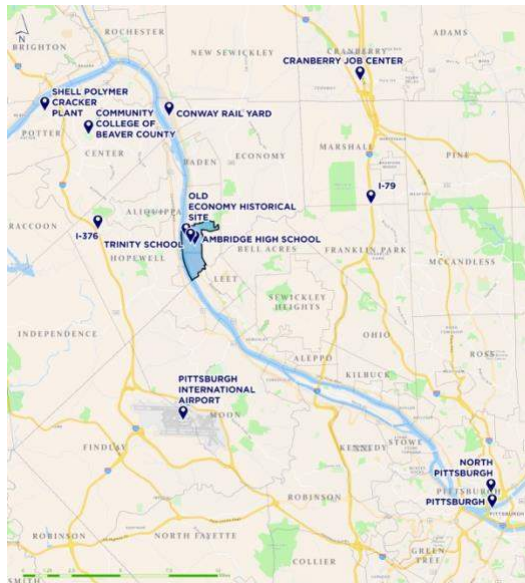 ROCHESTER
ADAMS
BRIGHTON
NEW SEWICKLEY
CRANBERRY
CRANBERRY JOB CENTER
N
SHELL POLYMER
CRACKER
PLANT
COMMUNITY
COLLEGE OF
BEAVER COUNTY
CONWAY RAIL YARD
POTTER
CENTER
MARSHALL
PINE
BADEN
ECONOMY
I-79
OLD
ECONOMY HISTORICAL
SITE
ALIQUIPPA
I-376
RACCOON
TRINITY SCHOOL
AMBRIDGE HIGH SCHOOL
HOPEWELL
BELL ACRES
FRANKLIN PARK
MCCANDLESS
LEET
SEWICKLEY
HEIGHTS
INDEPENDENCE
OHIO
ROSS
ALEPPO
KILBUCK
PITTSBURGH
INTERNATIONAL
AIRPORT
MOON
FINDLAY
KENNEDY
STOWE
NORTH
PITTSBURGH
PITTSBURGH
PITTSBURGH
PITTSBURGH
ROBINSON
ROBINSON
NORTH FAYETTE
GREEN
TREE
COLLIER
SMITH